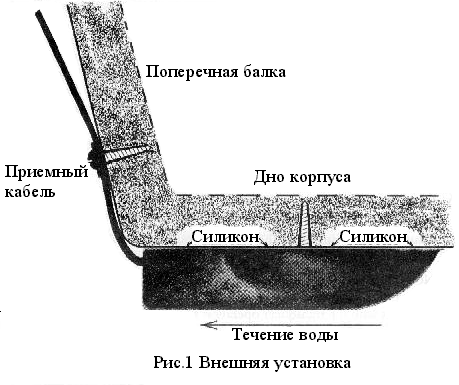 Поперечная балка
Приемный
кабель
Дно корпуса
Силикон
Силикон
Течение воды
Рис.1 Внешняя установка